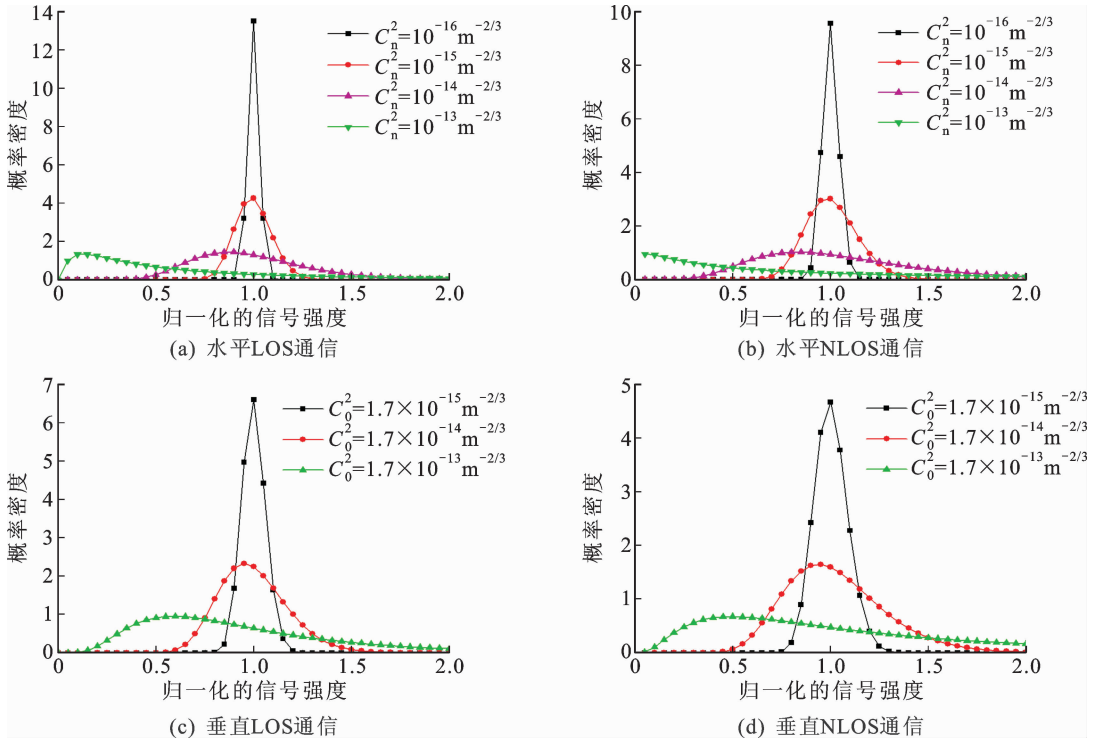 14
12
10
8
6
4
2
0
0
0.5
1.0
1.5
2.0
概率密度
归一化的信号强度
C_n^2=10^{-16}m^{-2/3}
C_n^2=10^{-15}m^{-2/3}
C_n^2=10^{-14}m^{-2/3}
C_n^2=10^{-13}m^{-2/3}
(a) 水平LOS通信
10
8
6
4
2
0
0
0.5
1.0
1.5
2.0
概率密度
归一化的信号强度
C_n^2=10^{-16}m^{-2/3}
C_n^2=10^{-15}m^{-2/3}
C_n^2=10^{-14}m^{-2/3}
C_n^2=10^{-13}m^{-2/3}
(b) 水平NLOS通信
7
6
5
4
3
2
1
0
0
0.5
1.0
1.5
2.0
概率密度
归一化的信号强度
C_0^2=1.7×10^{-15}m^{-2/3}
C_0^2=1.7×10^{-14}m^{-2/3}
C_0^2=1.7×10^{-13}m^{-2/3}
(c) 垂直LOS通信
5
4
3
2
1
0
0
0.5
1.0
1.5
2.0
概率密度
归一化的信号强度
C_0^2=1.7×10^{-15}m^{-2/3}
C_0^2=1.7×10^{-14}m^{-2/3}
C_0^2=1.7×10^{-13}m^{-2/3}
(d) 垂直NLOS通信